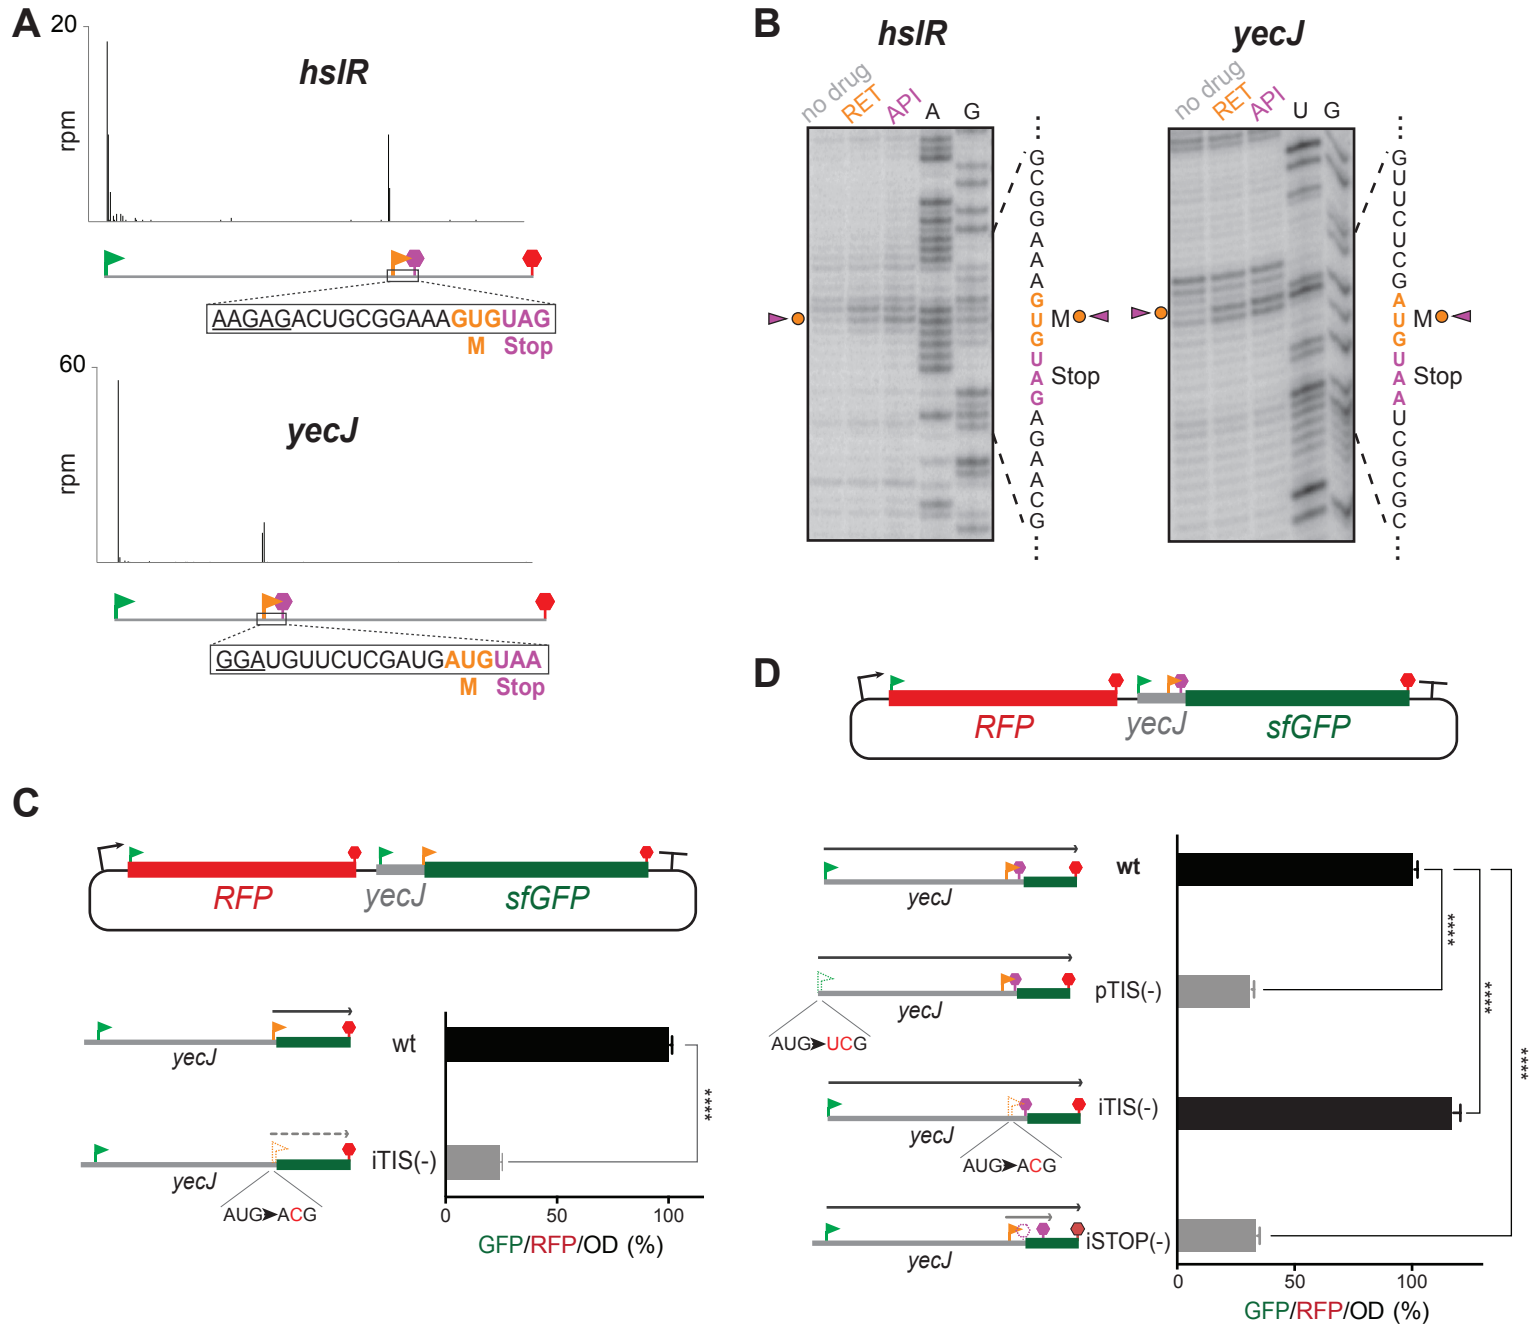 A
20
rpm
hslR
AAGAGACUGCGGAAAGUGUAG
M Stop
60
rpm
yecJ
GGAUGUUCUCGAUGAUGUAA
M Stop
B
hslR
no drug RET API A G
⋮
G
C
G
G
A
A
A
G
U M
G
U
A Stop
G
A
G
A
A
C
G
⋮
yecJ
no drug RET API U G
⋮
G
U
U
C
U
C
G
A
U M
G
U
A Stop
A
U
C
G
C
G
C
⋮
C
RFP yecJ sfGFP
yecJ
wt
yecJ
iTIS(-)
AUG➤ACG
****
0 50 100
GFP/RFP/OD (%)
D
RFP yecJ sfGFP
yecJ
wt
yecJ
pTIS(-)
AUG➤UCG
yecJ
iTIS(-)
AUG➤ACG
yecJ
iSTOP(-)
****
****
****
0 50 100
GFP/RFP/OD (%)